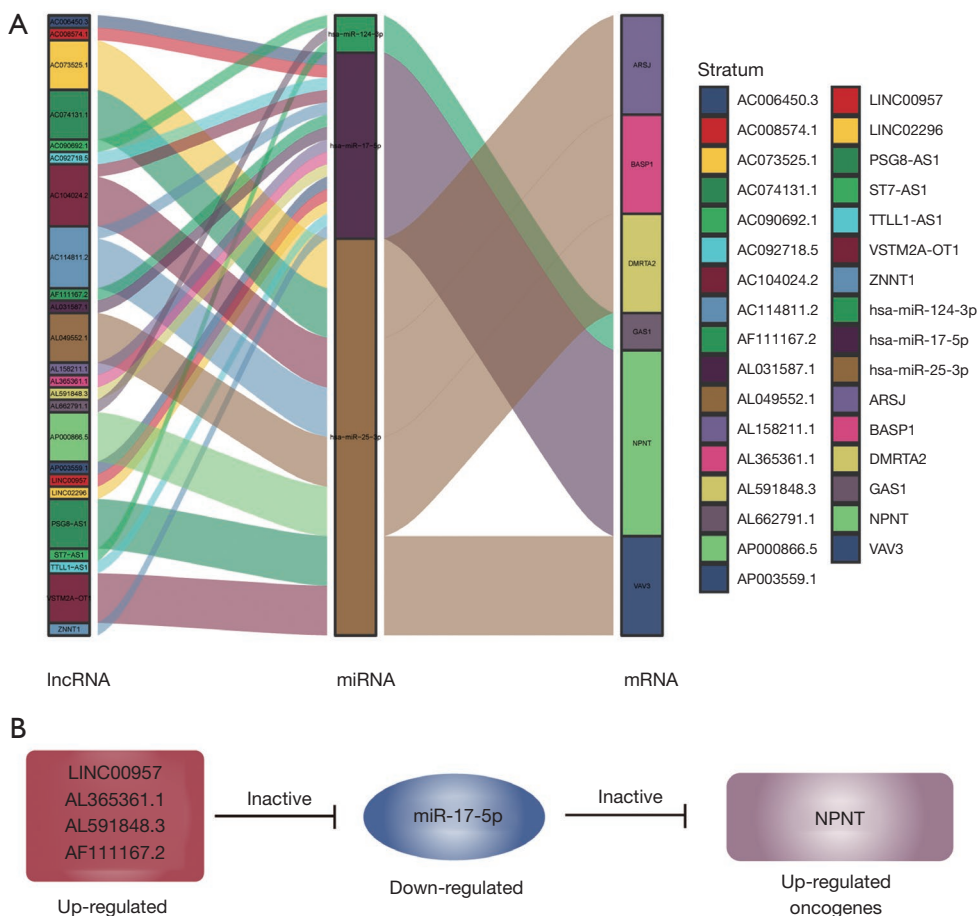 A
AC006450.3
AC008574.1
AC073525.1
AC074131.1
AC090692.1
AC092718.5
AC104024.2
AC114811.2
AF111167.2
AL031587.1
AL049552.1
AL158211.1
AL365361.1
AL591848.3
AL662791.1
AP000866.5
AP003559.1
LINC00957
LINC02296
PSG8-AS1
ST7-AS1
TTLL1-AS1
VSTM2A-OT1
ZNNT1
hsa-miR-124-3p
hsa-miR-17-5p
hsa-miR-25-3p
ARSJ
BASP1
DMRTA2
GAS1
NPNT
VAV3
lncRNA
miRNA
mRNA
Stratum
AC006450.3
AC008574.1
AC073525.1
AC074131.1
AC090692.1
AC092718.5
AC104024.2
AC114811.2
AF111167.2
AL031587.1
AL049552.1
AL158211.1
AL365361.1
AL591848.3
AL662791.1
AP000866.5
AP003559.1
LINC00957
LINC02296
PSG8-AS1
ST7-AS1
TTLL1-AS1
VSTM2A-OT1
ZNNT1
hsa-miR-124-3p
hsa-miR-17-5p
hsa-miR-25-3p
ARSJ
BASP1
DMRTA2
GAS1
NPNT
VAV3
B
LINC00957
AL365361.1
AL591848.3
AF111167.2
Up-regulated
Inactive
miR-17-5p
Down-regulated
Inactive
NPNT
Up-regulated
oncogenes